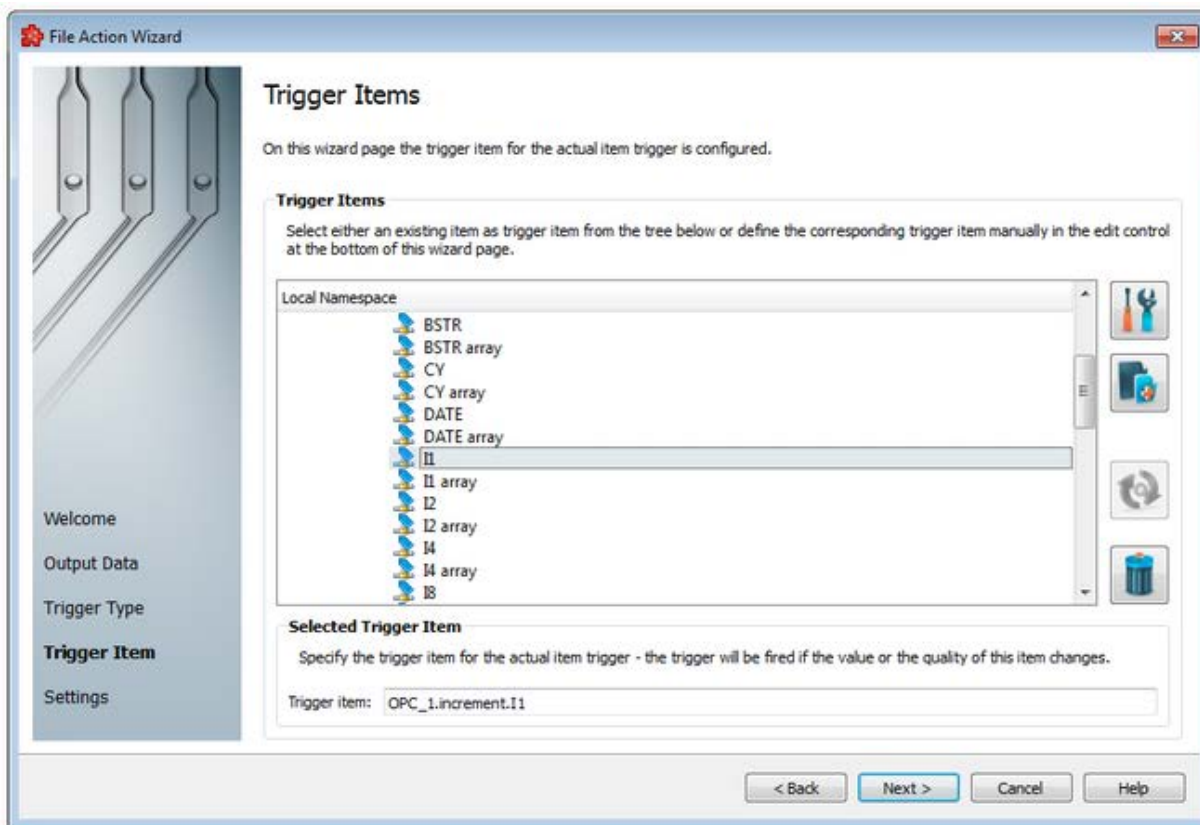 File Action Wizard
Trigger Items
On this wizard page the trigger item for the actual item trigger is configured.
Trigger Items
Select either an existing item as trigger item from the tree below or define the corresponding trigger item manually in the edit control
at the bottom of this wizard page.
Local Namespace
BSTR
BSTR array
CY
CY array
DATE
DATE array
I1
I1 array
I2
I2 array
I4
I4 array
I8
Welcome
Output Data
Trigger Type
Trigger Item
Settings
Selected Trigger Item
Specify the trigger item for the actual item trigger - the trigger will be fired if the value or the quality of this item changes.
Trigger item: OPC_1.increment.I1
< Back Next > Cancel Help